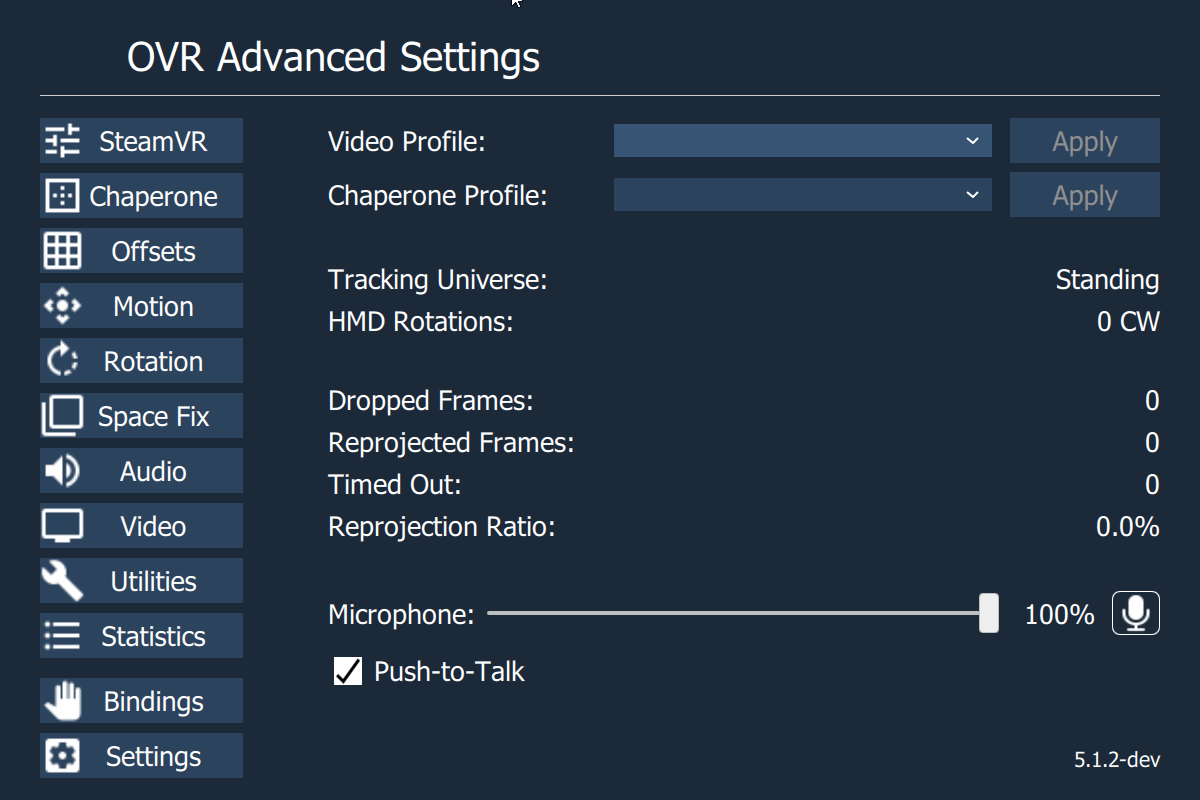 OVR Advanced Settings
SteamVR
Chaperone
Offsets
Motion
Rotation
Space Fix
Audio
Video
Utilities
Statistics
Bindings
Settings
Video Profile: Apply
Chaperone Profile: Apply
Tracking Universe: Standing
HMD Rotations: 0 CW
Dropped Frames: 0
Reprojected Frames: 0
Timed Out: 0
Reprojection Ratio: 0.0%
Microphone: 100%
Push-to-Talk
5.1.2-dev